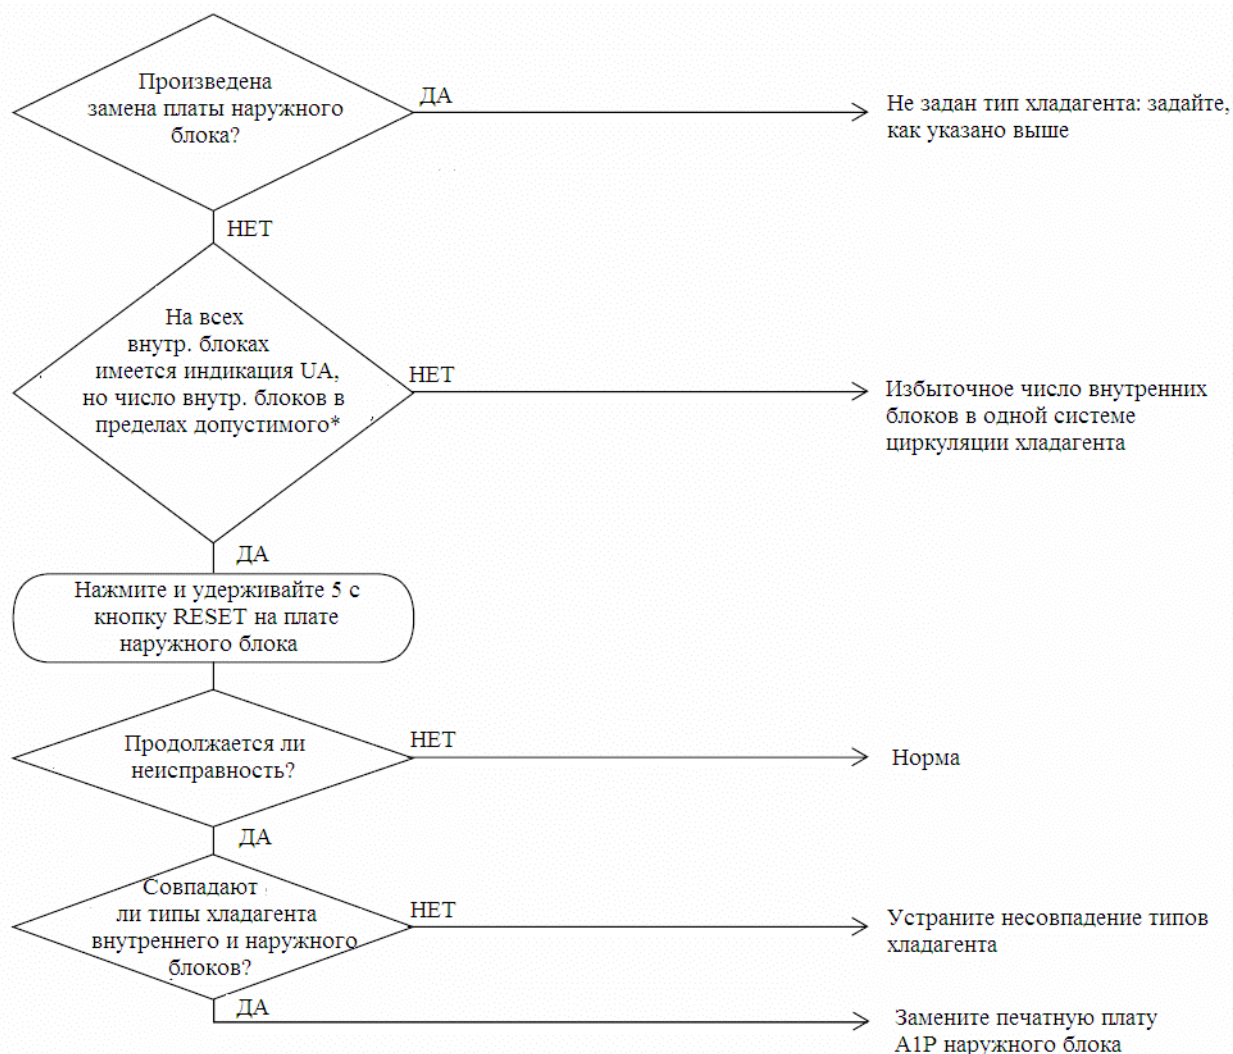 Произведена
замена платы наружного
блока?
ДА
Не задан тип хладагента: задайте,
как указано выше
НЕТ
На всех
внутр. блоках
имеется индикация UA,
но число внутр. блоков в
пределах допустимого*
НЕТ
Избыточное число внутренних
блоков в одной системе
циркуляции хладагента
ДА
Нажмите и удерживайте 5 с
кнопку RESET на плате
наружного блока
Продолжается ли
неисправность?
НЕТ
Норма
ДА
Совпадают
ли типы хладагента
внутреннего и наружного
блоков?
НЕТ
Устраните несовпадение типов
хладагента
ДА
Замените печатную плату
A1P наружного блока